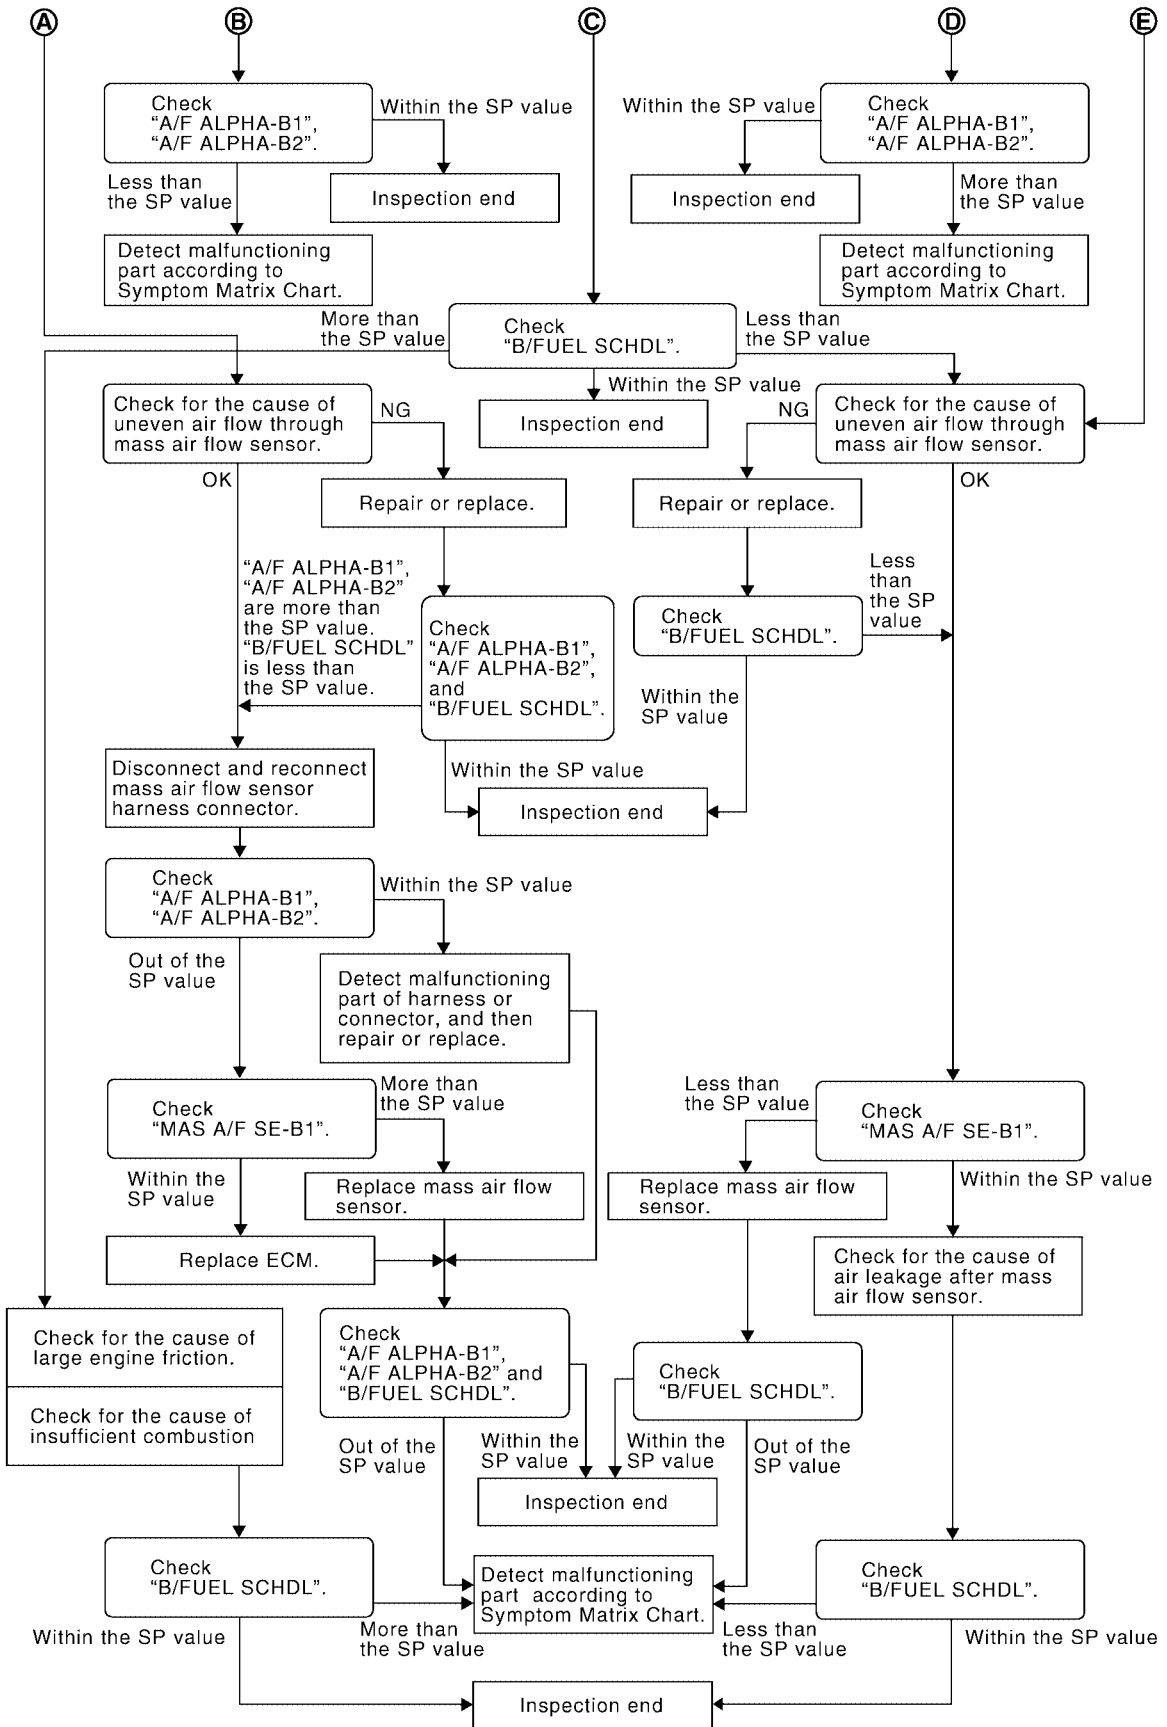 A
B
C
D
E
Check
“A/F ALPHA-B1”,
“A/F ALPHA-B2”.
Within the SP value
Less than
the SP value
Inspection end
Detect malfunctioning
part according to
Symptom Matrix Chart.
Within the SP value
Check
“A/F ALPHA-B1”,
“A/F ALPHA-B2”.
Inspection end
More than
the SP value
Detect malfunctioning
part according to
Symptom Matrix Chart.
More than
the SP value
Check
“B/FUEL SCHDL”.
Less than
the SP value
Within the SP value
Inspection end
Check for the cause of
uneven air flow through
mass air flow sensor.
NG
OK
Repair or replace.
NG
Check for the cause of
uneven air flow through
mass air flow sensor.
OK
Repair or replace.
“A/F ALPHA-B1”,
“A/F ALPHA-B2”
are more than
the SP value.
“B/FUEL SCHDL”
is less than
the SP value.
Check
“A/F ALPHA-B1”,
“A/F ALPHA-B2”,
and
“B/FUEL SCHDL”.
Check
“B/FUEL SCHDL”.
Less
than
the SP
value
Within the
SP value
Within the SP value
Inspection end
Disconnect and reconnect
mass air flow sensor
harness connector.
Check
“A/F ALPHA-B1”,
“A/F ALPHA-B2”.
Within the SP value
Out of the
SP value
Detect malfunctioning
part of harness or
connector, and then
repair or replace.
Check
“MAS A/F SE-B1”.
More than
the SP value
Less than
the SP value
Check
“MAS A/F SE-B1”.
Within the
SP value
Replace mass air flow
sensor.
Replace mass air flow
sensor.
Within the SP value
Replace ECM.
Check for the cause of
air leakage after mass
air flow sensor.
Check for the cause of
large engine friction.
Check for the cause of
insufficient combustion
Check
“A/F ALPHA-B1”,
“A/F ALPHA-B2” and
“B/FUEL SCHDL”.
Check
“B/FUEL SCHDL”.
Out of the
SP value
Within the
SP value
Within the
SP value
Out of the
SP value
Inspection end
Check
“B/FUEL SCHDL”.
Detect malfunctioning
part according to
Symptom Matrix Chart.
Check
“B/FUEL SCHDL”.
Within the SP value
More than
the SP value
Less than
the SP value
Within the SP value
Inspection end